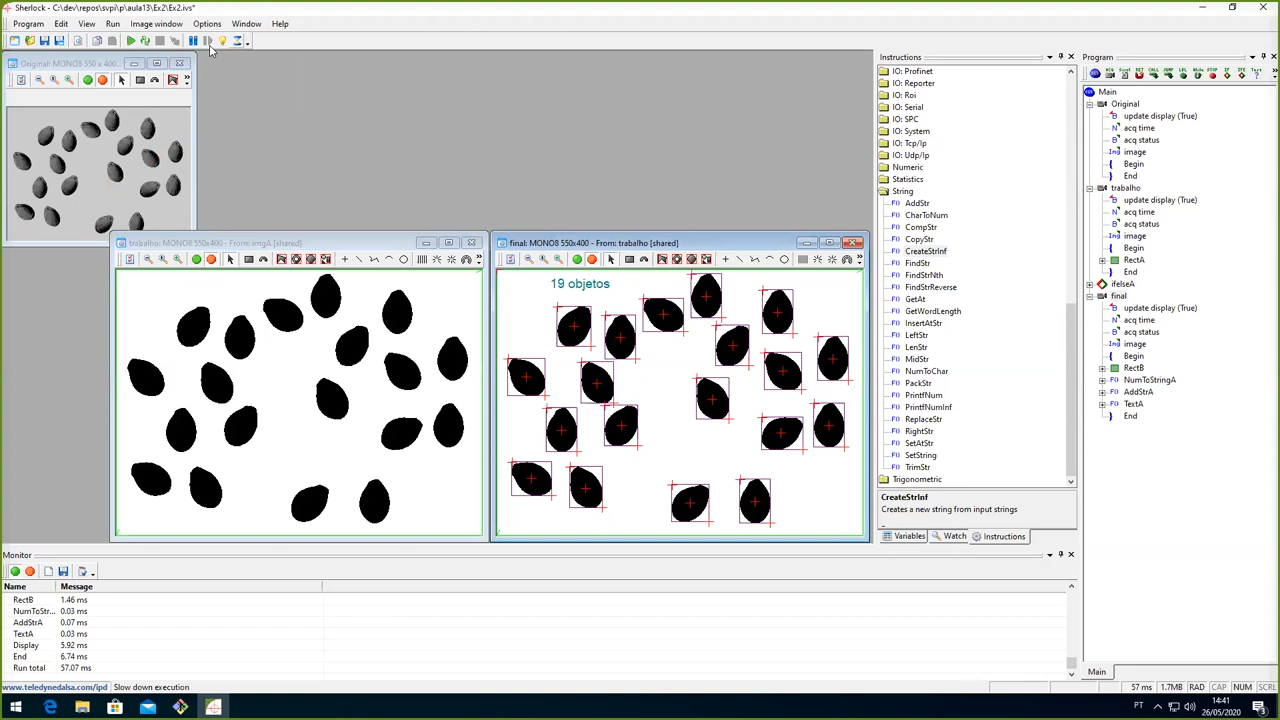 Sherlock - C:\dev\repos\svpi\p\aula13\Ex2\Ex2.ivs*
Program Edit View Run Image window Options Window Help
Original: MONO8 550 x 400...
trabalho: MONO8 550x400 - From: imgA [shared]
final: MONO8 550x400 - From: trabalho [shared]
19 objetos
Instructions
IO: Profinet
IO: Reporter
IO: Roi
IO: Serial
IO: SPC
IO: System
IO: Tcp/Ip
IO: Udp/Ip
Numeric
Statistics
String
AddStr
CharToNum
CompStr
CopyStr
CreateStrInf
FindStr
FindStrNth
FindStrReverse
GetAt
GetWordLength
InsertAtStr
LeftStr
LenStr
MidStr
NumToChar
PackStr
PrintfNum
PrintfNumInf
ReplaceStr
RightStr
SetAtStr
SetString
TrimStr
Trigonometric
CreateStrInf
Creates a new string from input strings
Variables Watch Instructions
Program
Main
Original
update display (True)
acq time
acq status
image
Begin
End
trabalho
update display (True)
acq time
acq status
image
Begin
RectA
End
ifelseA
final
update display (True)
acq time
acq status
image
Begin
RectB
NumToStringA
AddStrA
TextA
End
Main
Monitor
Name Message
RectB 1.46 ms
NumToStr... 0.03 ms
AddStrA 0.07 ms
TextA 0.03 ms
Display 5.92 ms
End 6.74 ms
Run total 57.07 ms
www.teledynedalsa.com/ipd Slow down execution
57 ms 1.7MB RAD CAP NUM SCRL
PT 14:41
26/05/2020